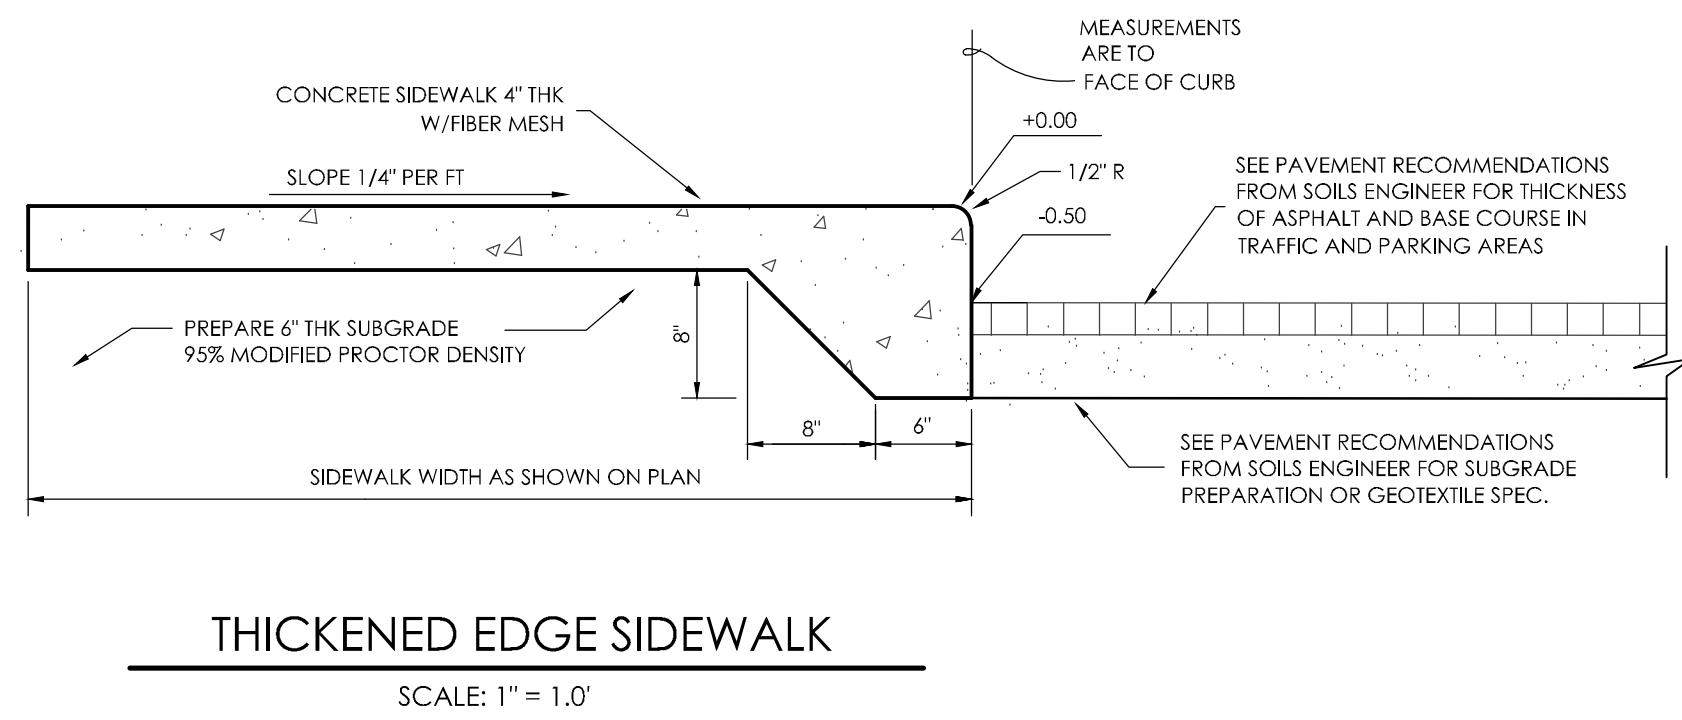 MEASUREMENTS
ARE TO
FACE OF CURB
CONCRETE SIDEWALK 4" THK
W/FIBER MESH
+0.00
SLOPE 1/4" PER FT
1/2" R
-0.50
SEE PAVEMENT RECOMMENDATIONS
FROM SOILS ENGINEER FOR THICKNESS
OF ASPHALT AND BASE COURSE IN
TRAFFIC AND PARKING AREAS
PREPARE 6" THK SUBGRADE
95% MODIFIED PROCTOR DENSITY
8"
8"
6"
SEE PAVEMENT RECOMMENDATIONS
FROM SOILS ENGINEER FOR SUBGRADE
PREPARATION OR GEOTEXTILE SPEC.
SIDEWALK WIDTH AS SHOWN ON PLAN
THICKENED EDGE SIDEWALK
SCALE: 1" = 1.0'